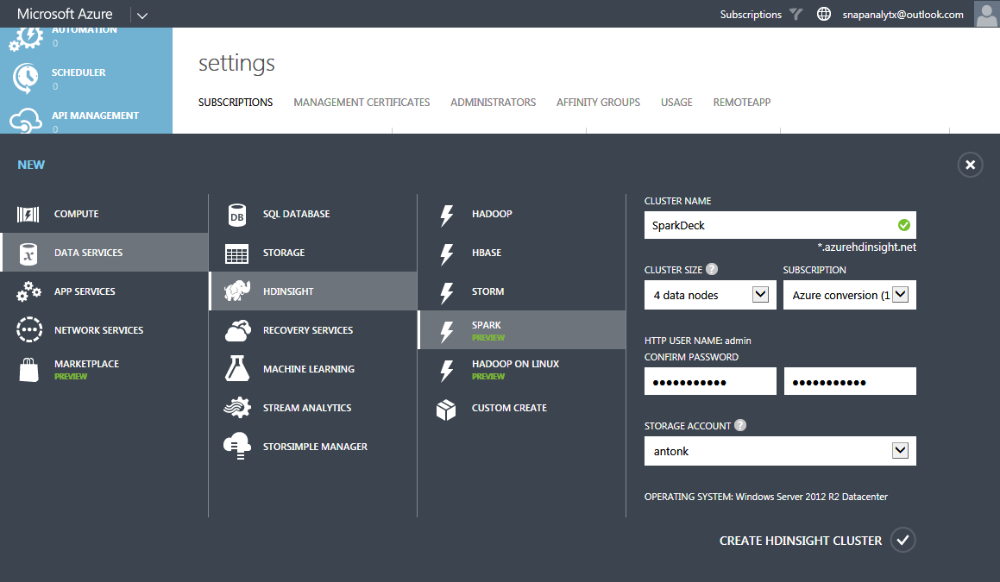 Microsoft Azure
Subscriptions
snapanalytx@outlook.com
AUTOMATION
0
SCHEDULER
0
API MANAGEMENT
0
settings
SUBSCRIPTIONS MANAGEMENT CERTIFICATES ADMINISTRATORS AFFINITY GROUPS USAGE REMOTEAPP
NEW
COMPUTE
DATA SERVICES
APP SERVICES
NETWORK SERVICES
MARKETPLACE
PREVIEW
DB
SQL DATABASE
STORAGE
HDINSIGHT
RECOVERY SERVICES
MACHINE LEARNING
STREAM ANALYTICS
STORSIMPLE MANAGER
HADOOP
HBASE
STORM
SPARK
PREVIEW
HADOOP ON LINUX
PREVIEW
CUSTOM CREATE
CLUSTER NAME
SparkDeck
*.azurehdinsight.net
CLUSTER SIZE ? SUBSCRIPTION
4 data nodes Azure conversion (1
HTTP USER NAME: admin
CONFIRM PASSWORD
●●●●●●●●●●● ●●●●●●●●●●●
STORAGE ACCOUNT ?
antonk
OPERATING SYSTEM: Windows Server 2012 R2 Datacenter
CREATE HDINSIGHT CLUSTER